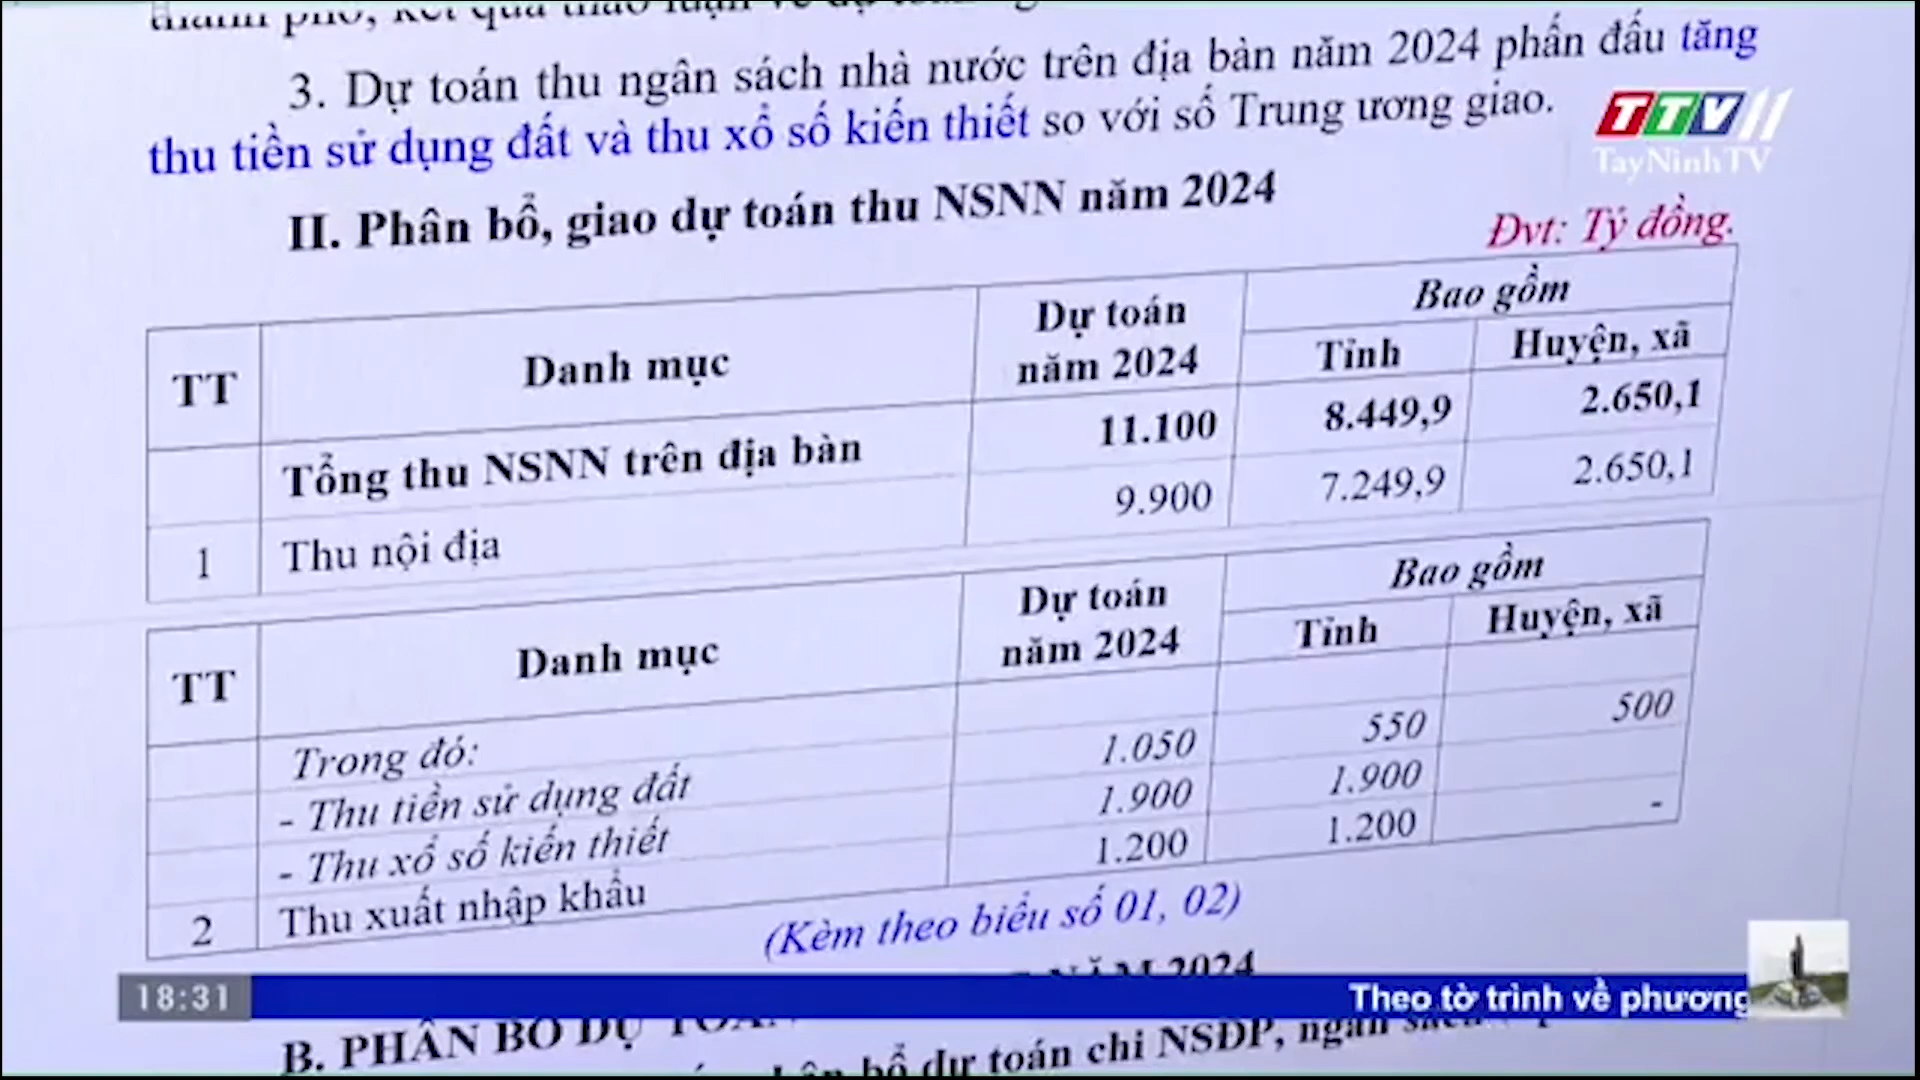 3. Dự toán thu ngân sách nhà nước trên địa bàn năm 2024 phấn đấu tăng
thu tiền sử dụng đất và thu xổ số kiến thiết so với số Trung ương giao.
TTV11
TayNinhTV
II. Phân bổ, giao dự toán thu NSNN năm 2024
Đvt: Tỷ đồng.
TT Danh mục Dự toán năm 2024 Bao gồm
Tỉnh Huyện, xã
Tổng thu NSNN trên địa bàn 11.100 8.449,9 2.650,1
1 Thu nội địa 9.900 7.249,9 2.650,1
TT Danh mục Dự toán năm 2024 Bao gồm
Tỉnh Huyện, xã
Trong đó:
- Thu tiền sử dụng đất 1.050 550 500
- Thu xổ số kiến thiết 1.900 1.900
2 Thu xuất nhập khẩu 1.200 1.200 -
(Kèm theo biểu số 01, 02)
NĂM 2024
18:31 Theo tờ trình về phương
B. PHÂN BỔ DỰ TOÁN
bổ dự toán chi NSĐP, ngân